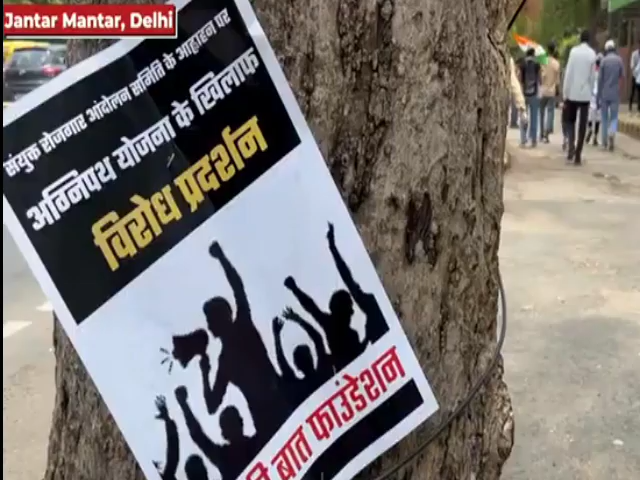 Jantar Mantar, Delhi
संयुक्त रोजगार आंदोलन समिति के आह्वान पर
अग्निपथ योजना के खिलाफ
विरोध प्रदर्शन
बात फाउंडेशन